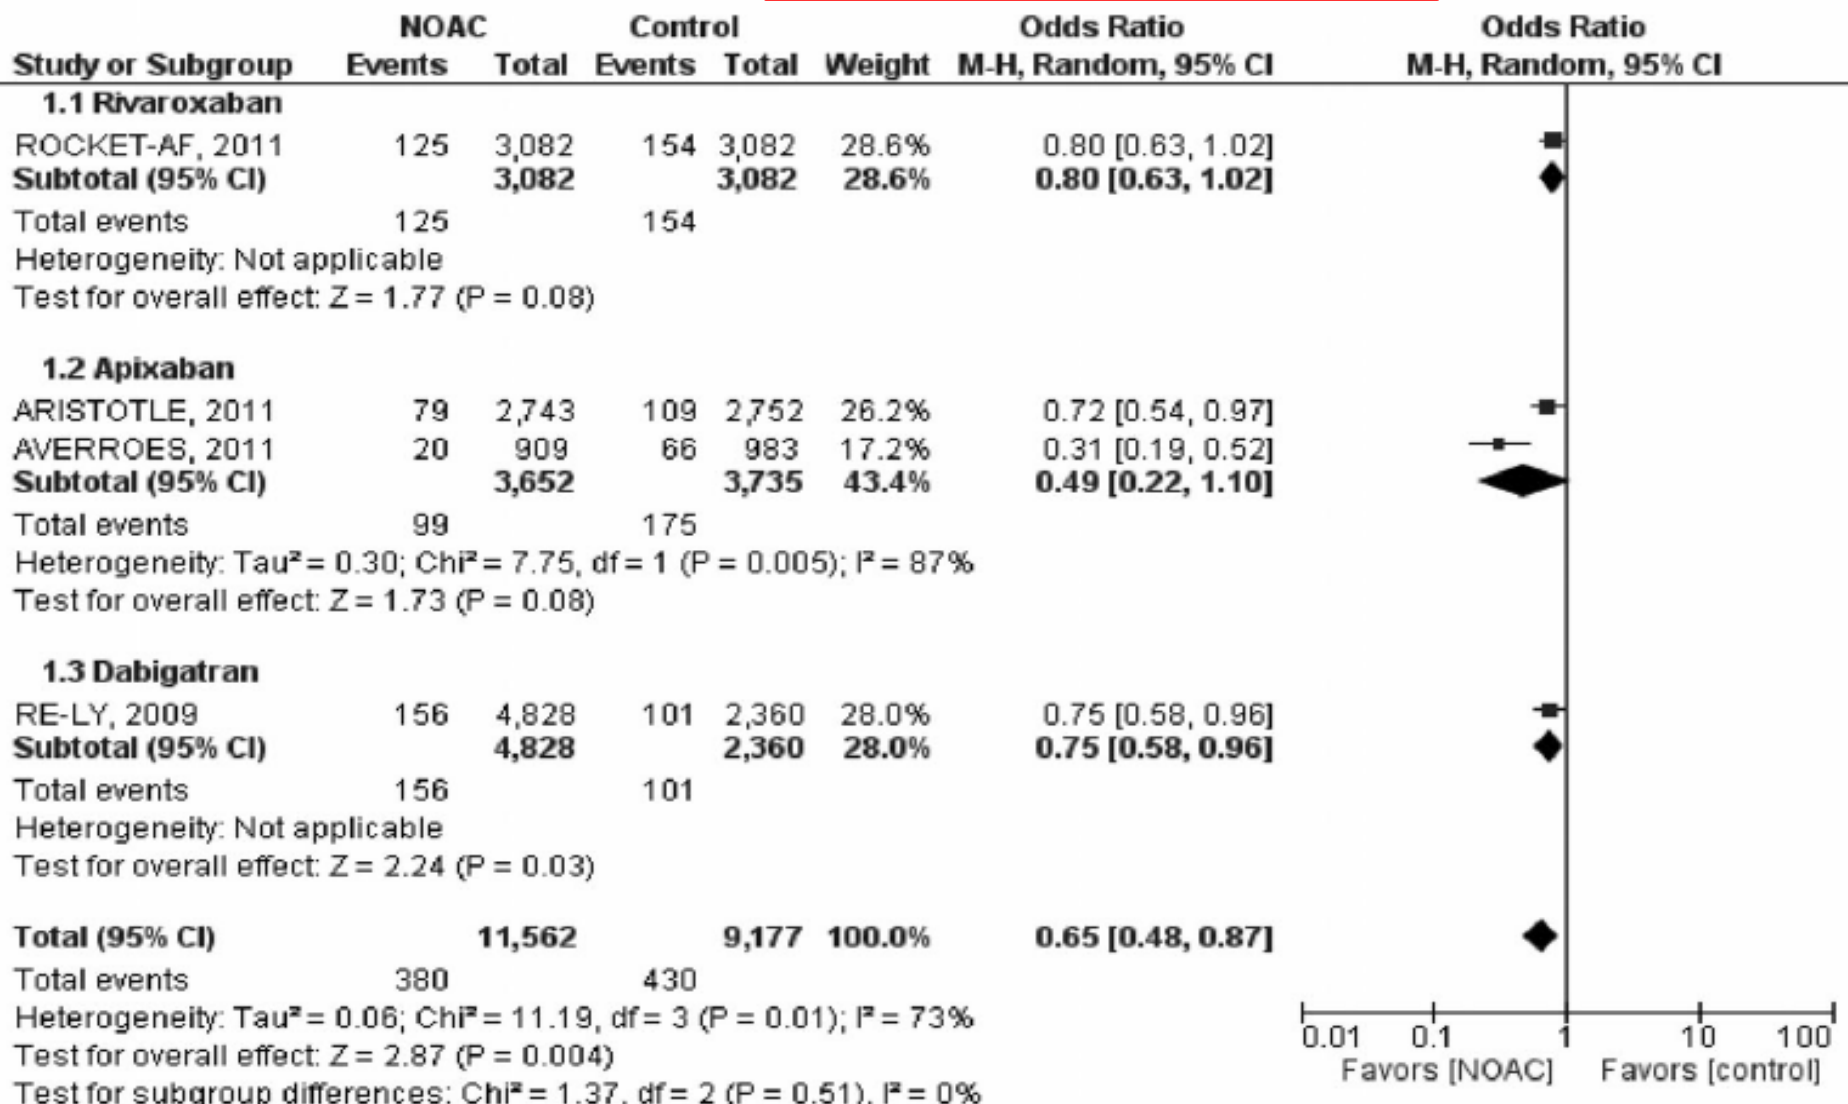 NOAC Control Odds Ratio Odds Ratio
Study or Subgroup Events Total Events Total Weight M-H, Random, 95% CI M-H, Random, 95% CI
1.1 Rivaroxaban
ROCKET-AF, 2011 125 3,082 154 3,082 28.6% 0.80 [0.63, 1.02]
Subtotal (95% CI) 3,082 3,082 28.6% 0.80 [0.63, 1.02]
Total events 125 154
Heterogeneity: Not applicable
Test for overall effect: Z = 1.77 (P = 0.08)
1.2 Apixaban
ARISTOTLE, 2011 79 2,743 109 2,752 26.2% 0.72 [0.54, 0.97]
AVERROES, 2011 20 909 66 983 17.2% 0.31 [0.19, 0.52]
Subtotal (95% CI) 3,652 3,735 43.4% 0.49 [0.22, 1.10]
Total events 99 175
Heterogeneity: Tau² = 0.30; Chi² = 7.75, df = 1 (P = 0.005); I² = 87%
Test for overall effect: Z = 1.73 (P = 0.08)
1.3 Dabigatran
RE-LY, 2009 156 4,828 101 2,360 28.0% 0.75 [0.58, 0.96]
Subtotal (95% CI) 4,828 2,360 28.0% 0.75 [0.58, 0.96]
Total events 156 101
Heterogeneity: Not applicable
Test for overall effect: Z = 2.24 (P = 0.03)
Total (95% CI) 11,562 9,177 100.0% 0.65 [0.48, 0.87]
Total events 380 430
Heterogeneity: Tau² = 0.06; Chi² = 11.19, df = 3 (P = 0.01); I² = 73%
Test for overall effect: Z = 2.87 (P = 0.004)
Test for subgroup differences: Chi² = 1.37, df = 2 (P = 0.51), I² = 0%
0.01 0.1 1 10 100
Favors [NOAC] Favors [control]